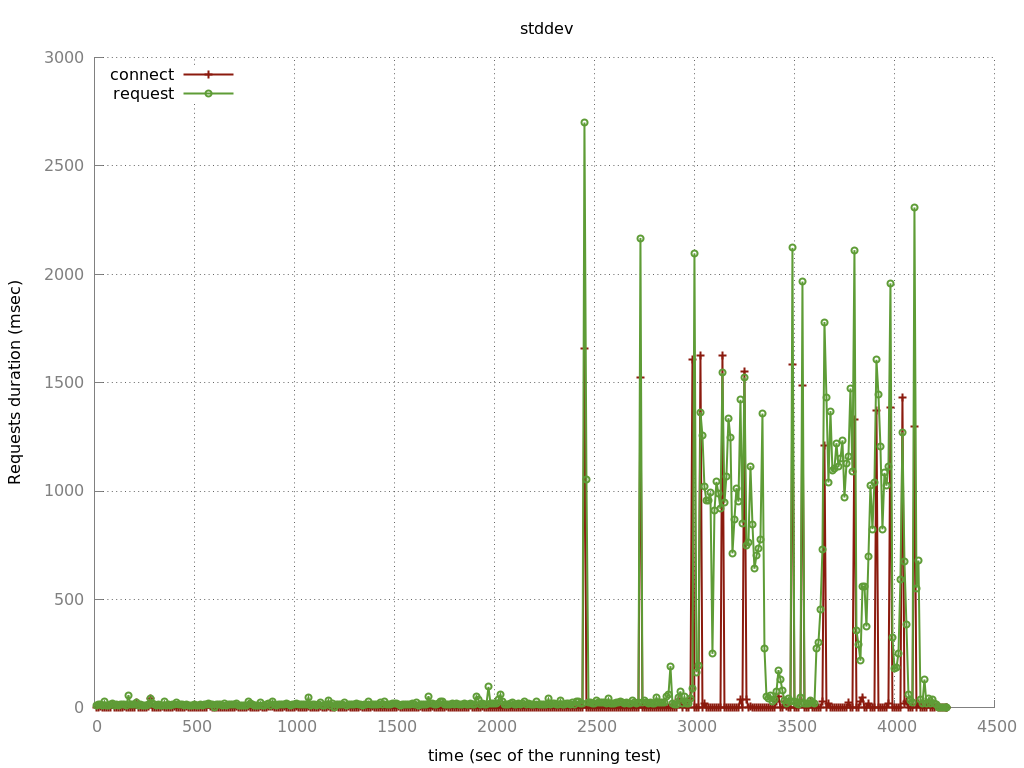 stddev
3000
connect
request
2500
2000
1500
1000
500
0
Requests duration (msec)
0 500 1000 1500 2000 2500 3000 3500 4000 4500
time (sec of the running test)